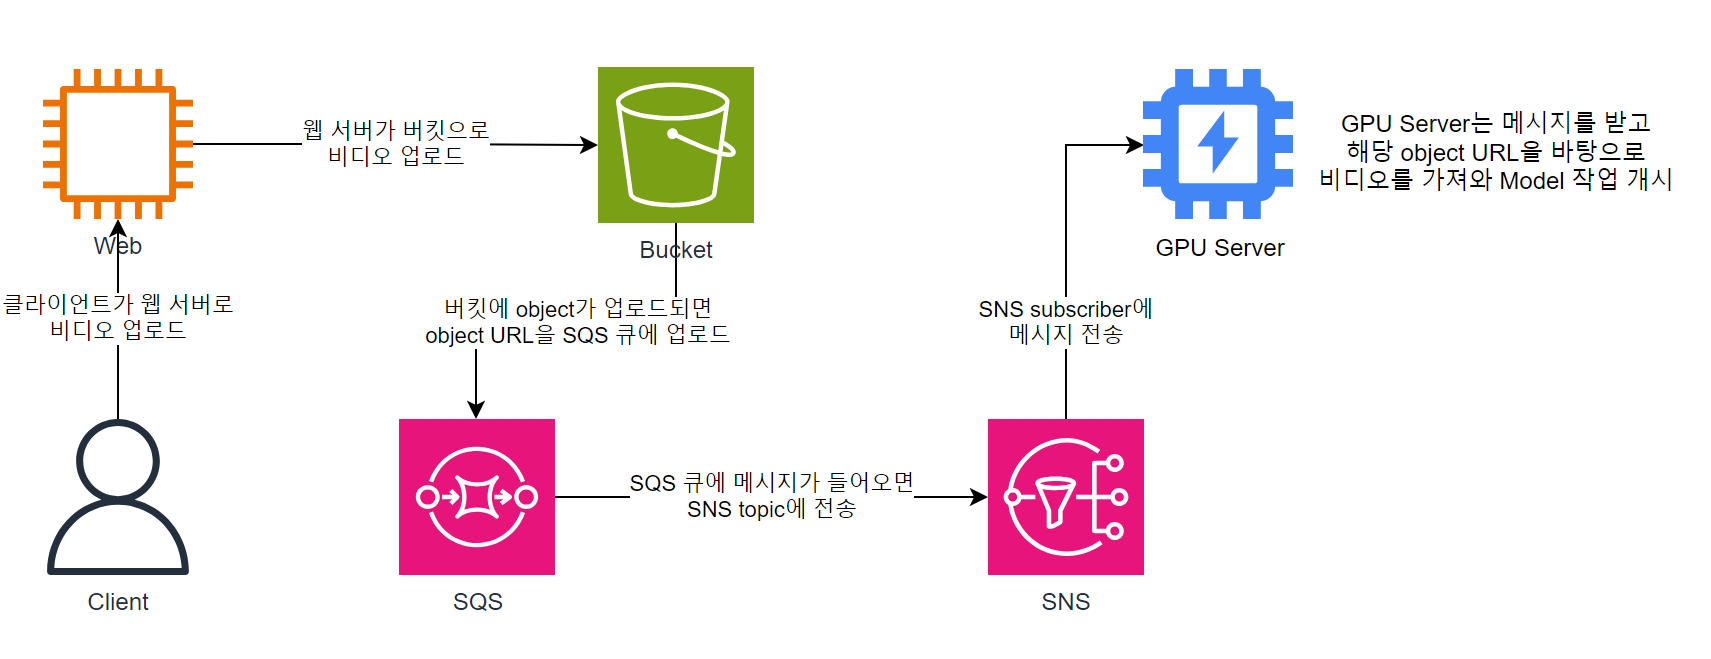 웹 서버가 버킷으로
비디오 업로드
GPU Server는 메시지를 받고
해당 object URL을 바탕으로
비디오를 가져와 Model 작업 개시
Web
Bucket
GPU Server
클라이언트가 웹 서버로
비디오 업로드
버킷에 object가 업로드되면
object URL을 SQS 큐에 업로드
SNS subscriber에
메시지 전송
SQS 큐에 메시지가 들어오면
SNS topic에 전송
Client
SQS
SNS